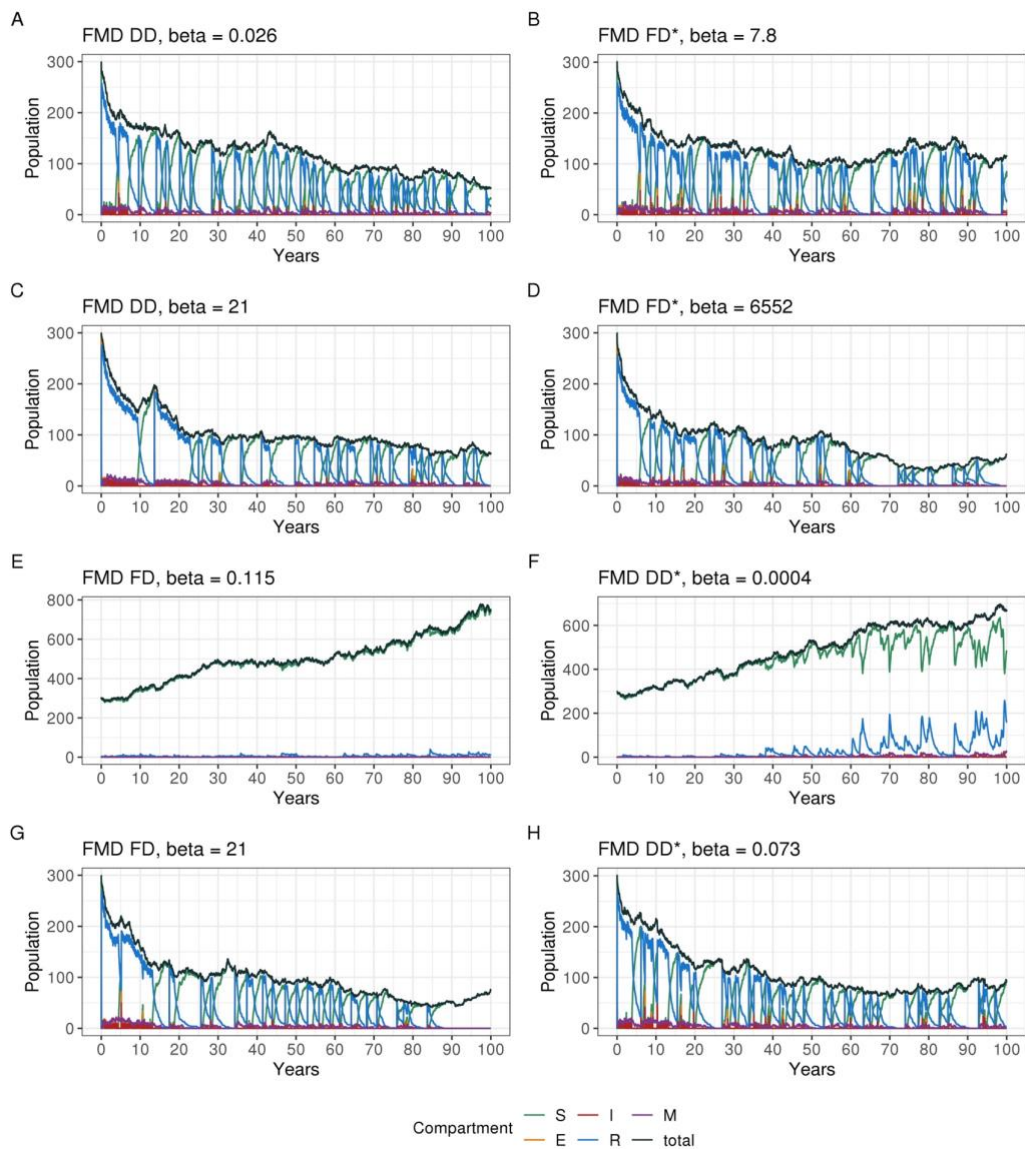 A
FMD DD, beta = 0.026
300
200
100
0
Population
0 10 20 30 40 50 60 70 80 90 100
Years
B
FMD FD*, beta = 7.8
300
200
100
0
Population
0 10 20 30 40 50 60 70 80 90 100
Years
C
FMD DD, beta = 21
300
200
100
0
Population
0 10 20 30 40 50 60 70 80 90 100
Years
D
FMD FD*, beta = 6552
300
200
100
0
Population
0 10 20 30 40 50 60 70 80 90 100
Years
E
FMD FD, beta = 0.115
800
600
400
200
0
Population
0 10 20 30 40 50 60 70 80 90 100
Years
F
FMD DD*, beta = 0.0004
600
400
200
0
Population
0 10 20 30 40 50 60 70 80 90 100
Years
G
FMD FD, beta = 21
300
200
100
0
Population
0 10 20 30 40 50 60 70 80 90 100
Years
H
FMD DD*, beta = 0.073
300
200
100
0
Population
0 10 20 30 40 50 60 70 80 90 100
Years
Compartment
S I M
E R total